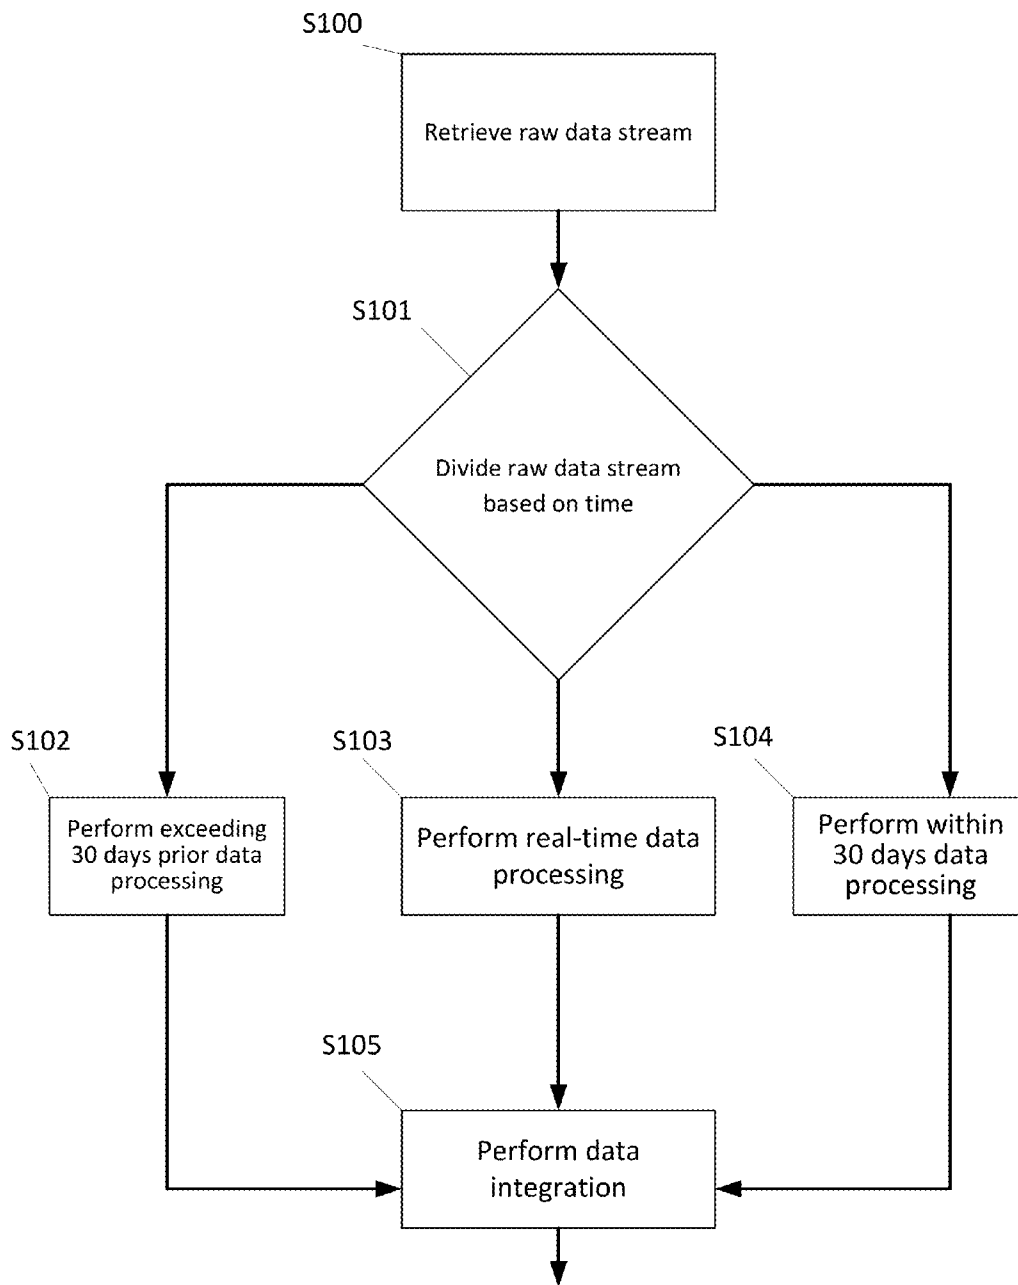 S100
Retrieve raw data stream
S101
Divide raw data stream
based on time
S102
Perform exceeding
30 days prior data
processing
S103
Perform real-time data
processing
S104
Perform within
30 days data
processing
S105
Perform data
integration